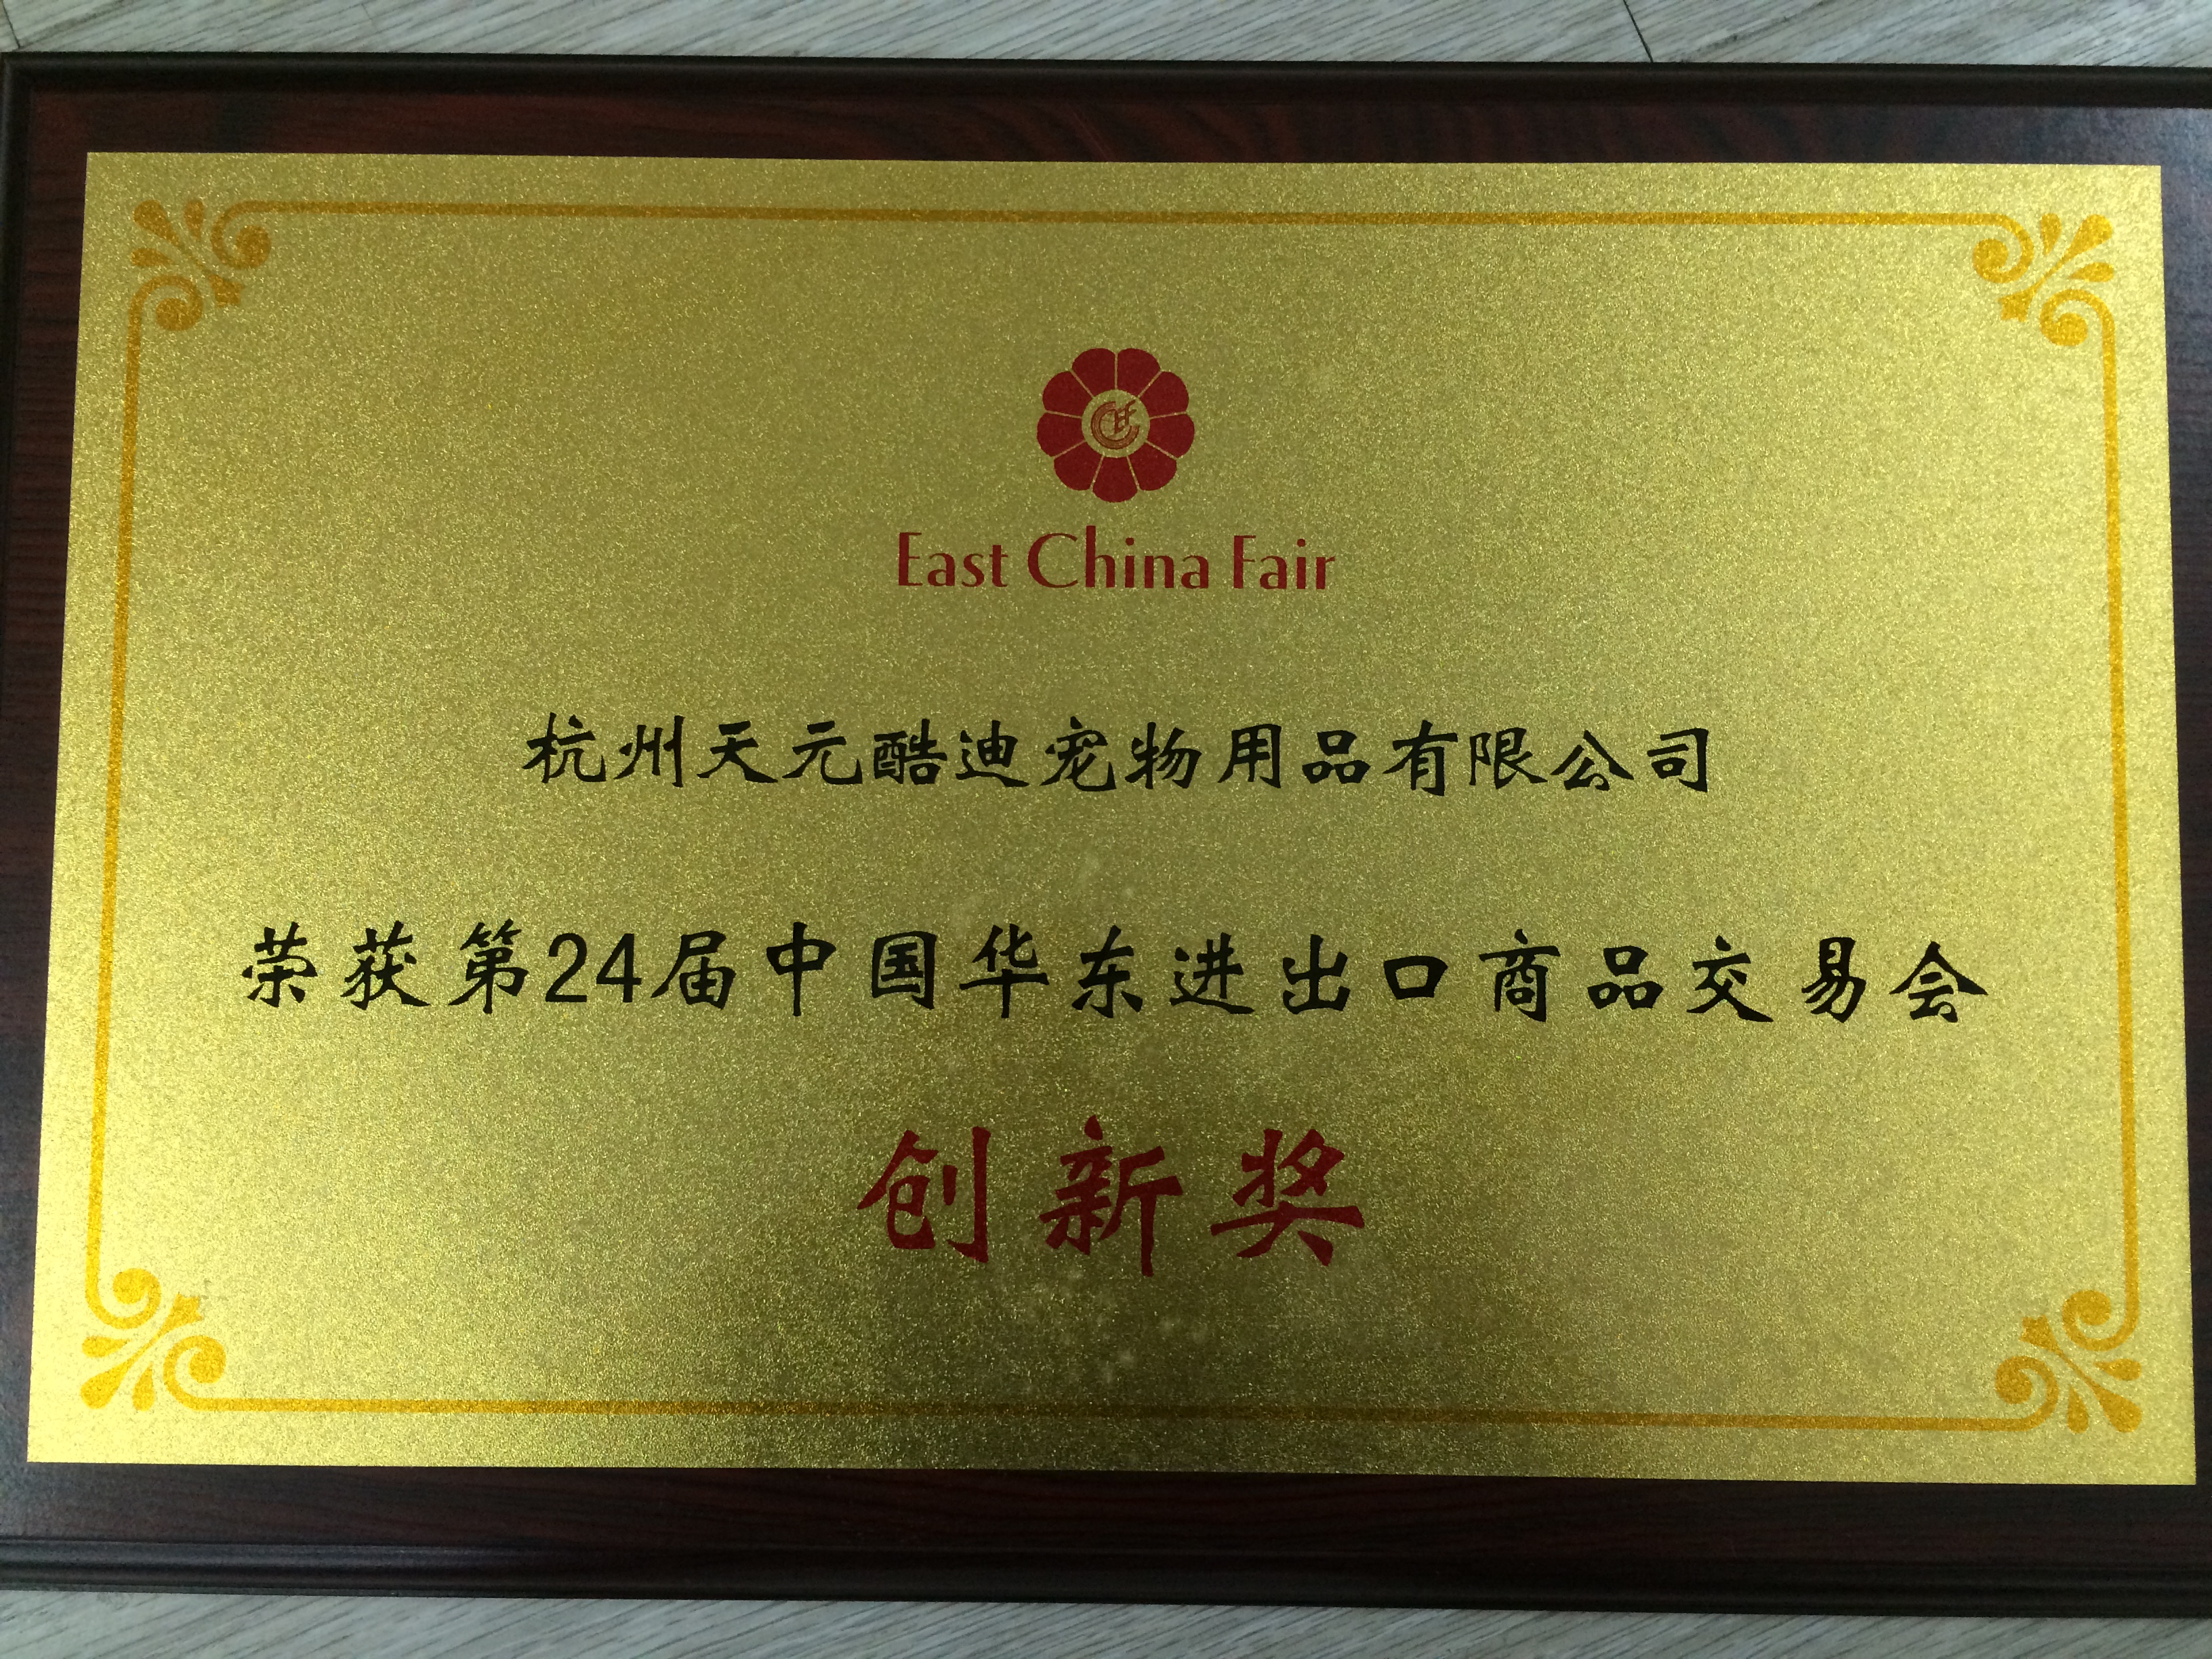 East China Fair
杭州天元酷迪宠物用品有限公司
荣获第24届中国华东进出口商品交易会
创新奖